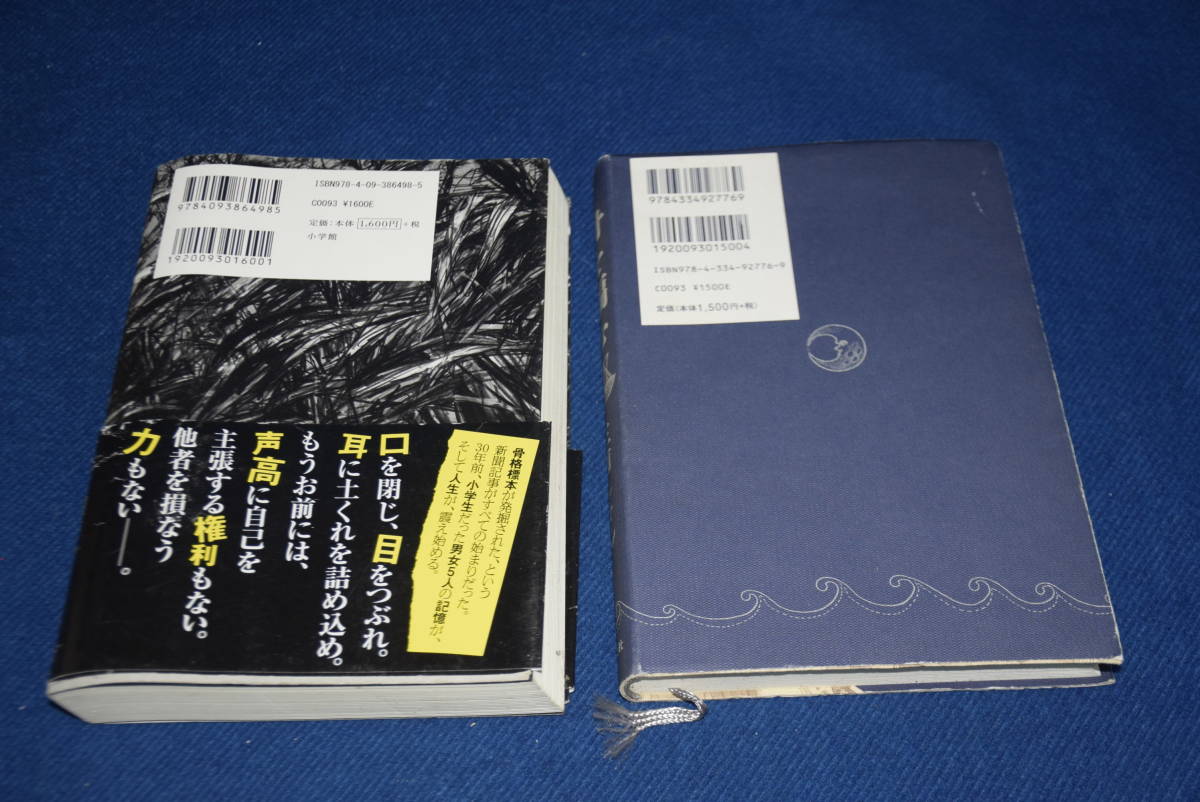 ISBN978-4-09-386498-5
C0093 ¥1600E
定価：本体 1,600円 +税
小学館
9784093864985
1920093016001
骨格標本が発掘された、という
新聞記事がすべての始まりだった。
30年前、小学生だった男女5人の記憶が、
そして人生が、震え始める。
口を閉じ、目をつぶれ。
耳に土くれを詰め込め。
もうお前には、
声高に自己を
主張する権利もない。
他者を損なう
力もない――。
9784334927769
1920093015004
ISBN978-4-334-92776-9
C0093 ¥1500E
定価(本体1,500円+税)